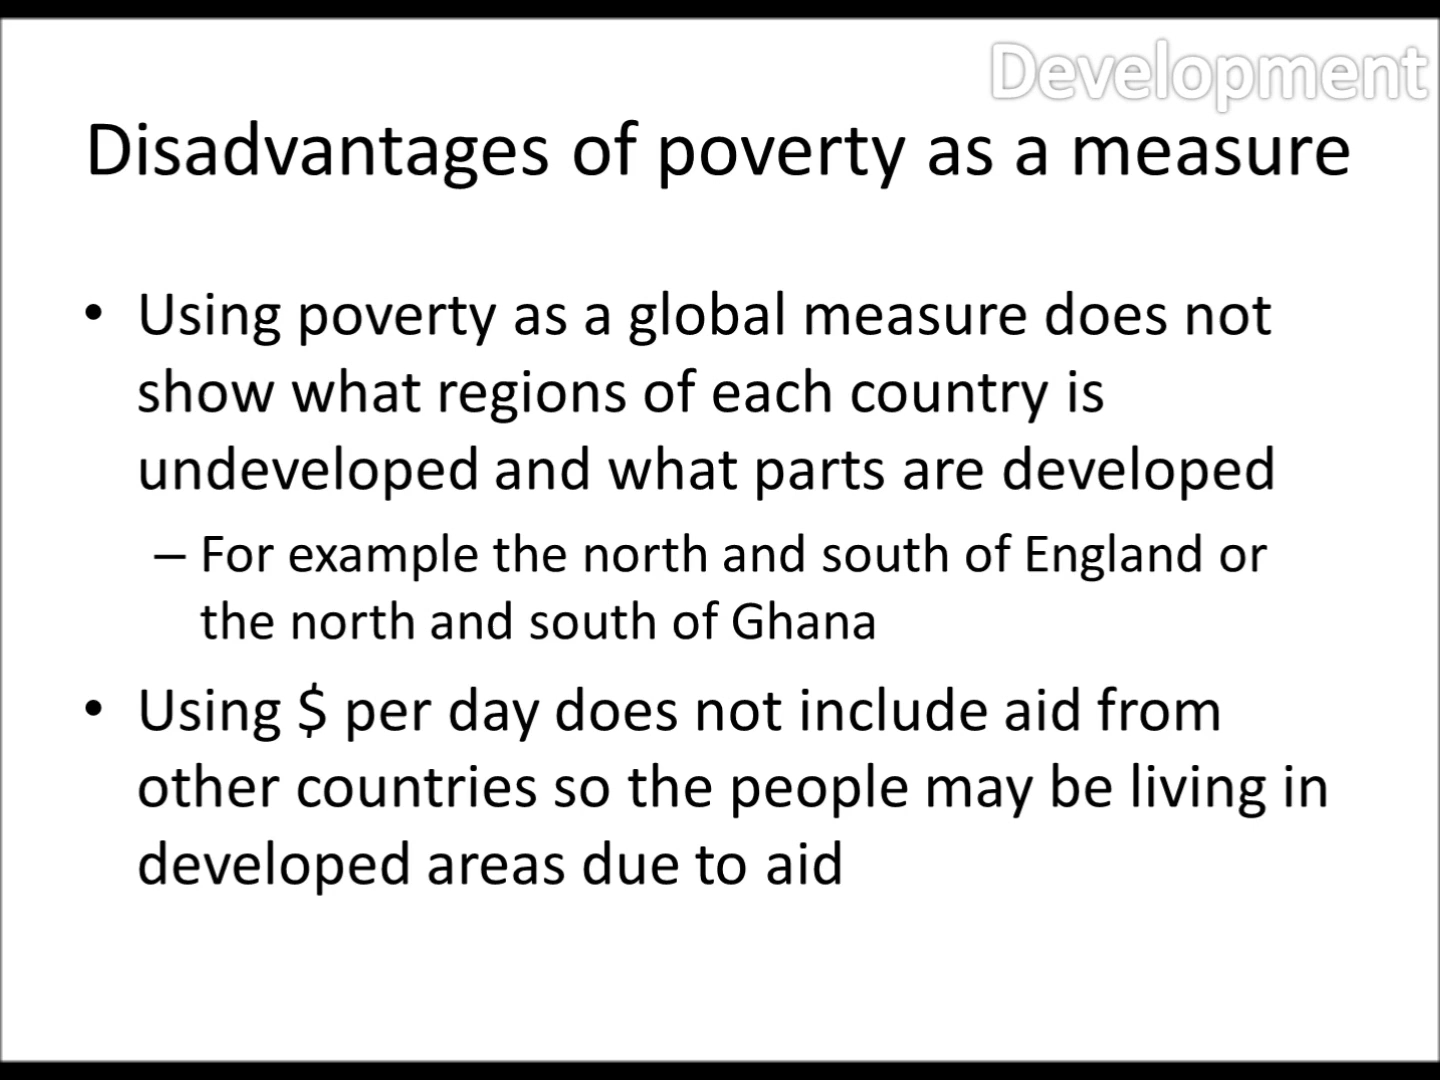 Development
Disadvantages of poverty as a measure
• Using poverty as a global measure does not
show what regions of each country is
undeveloped and what parts are developed
– For example the north and south of England or
the north and south of Ghana
• Using $ per day does not include aid from
other countries so the people may be living in
developed areas due to aid